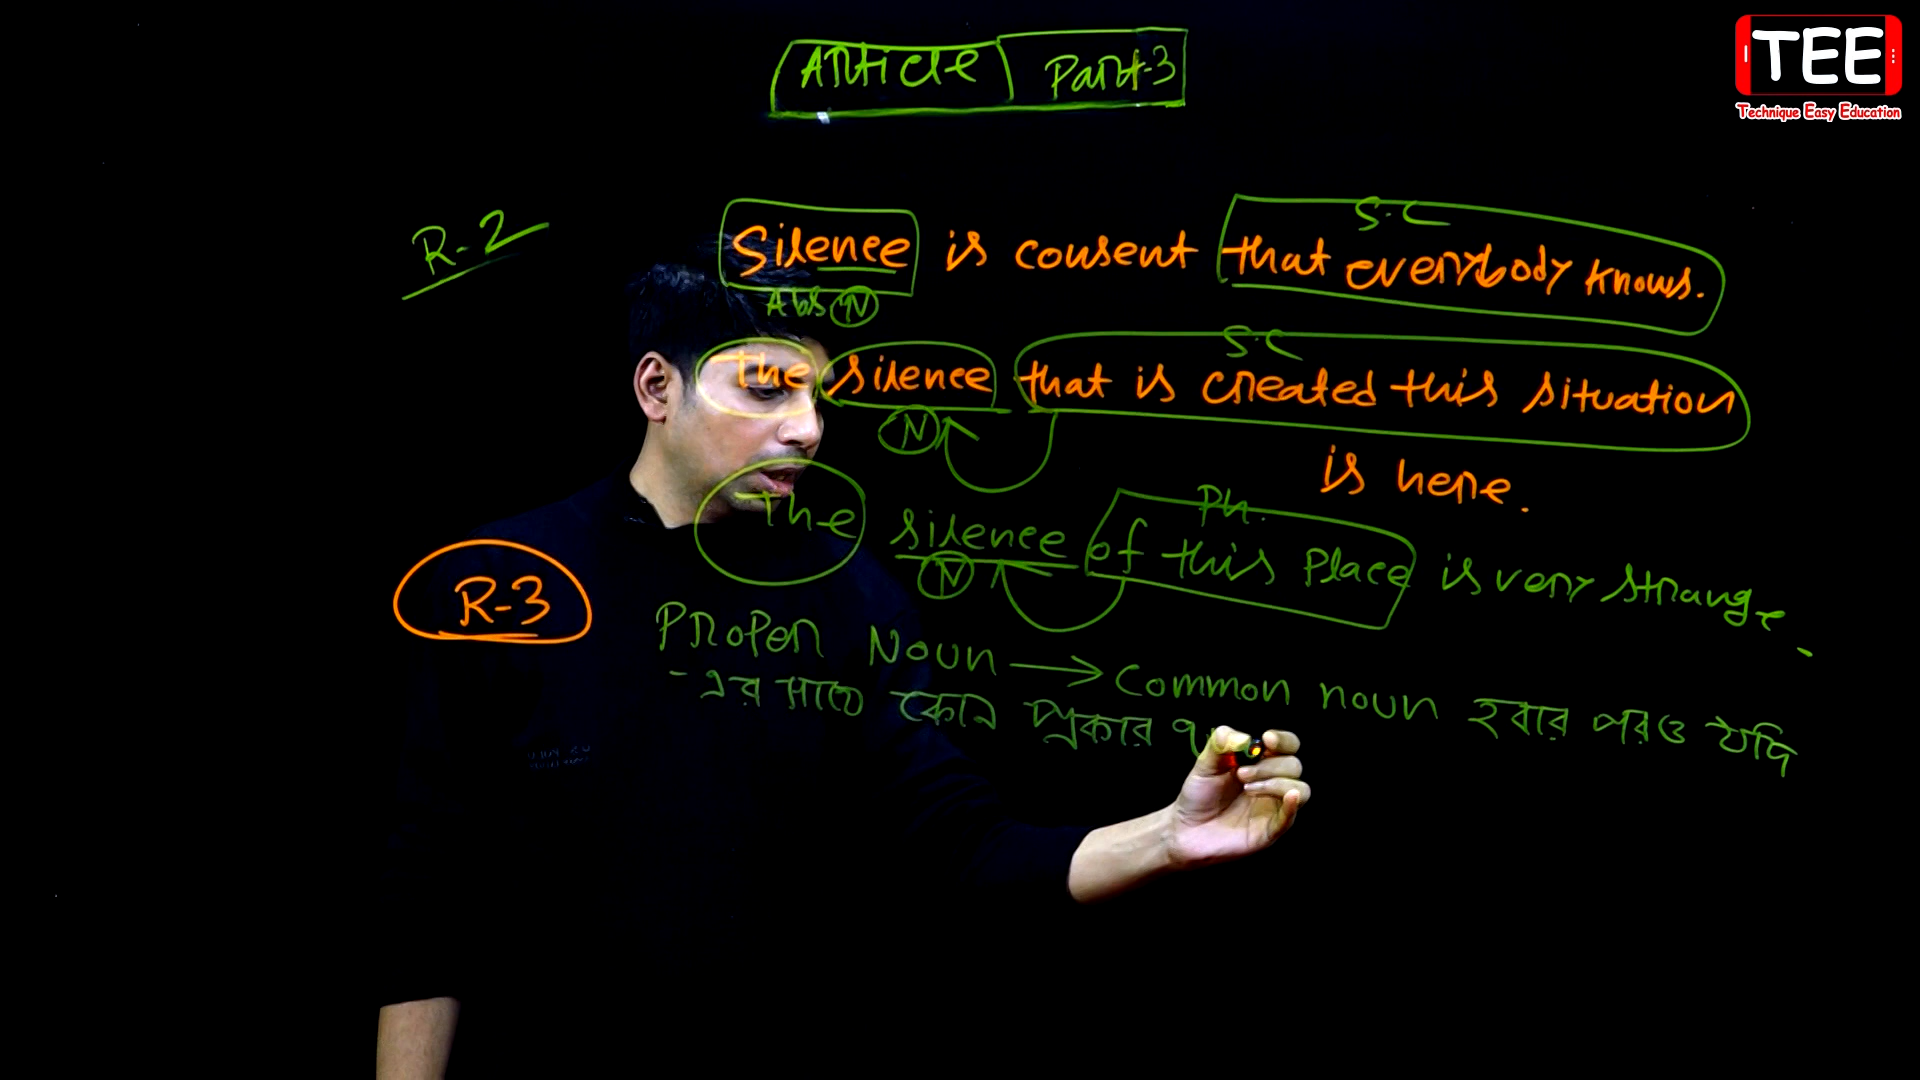 Article Part-3
TEE
Technique Easy Education
R-2
S.C
Silence is consent that everybody knows.
Abs N
S.C
The silence that is created this situation
N
is here.
Ph.
The silence of this place is very strange.
N
R-3
Proper Noun → Common noun হবার পরও যদি
-এর সাথে কোন প্রকার